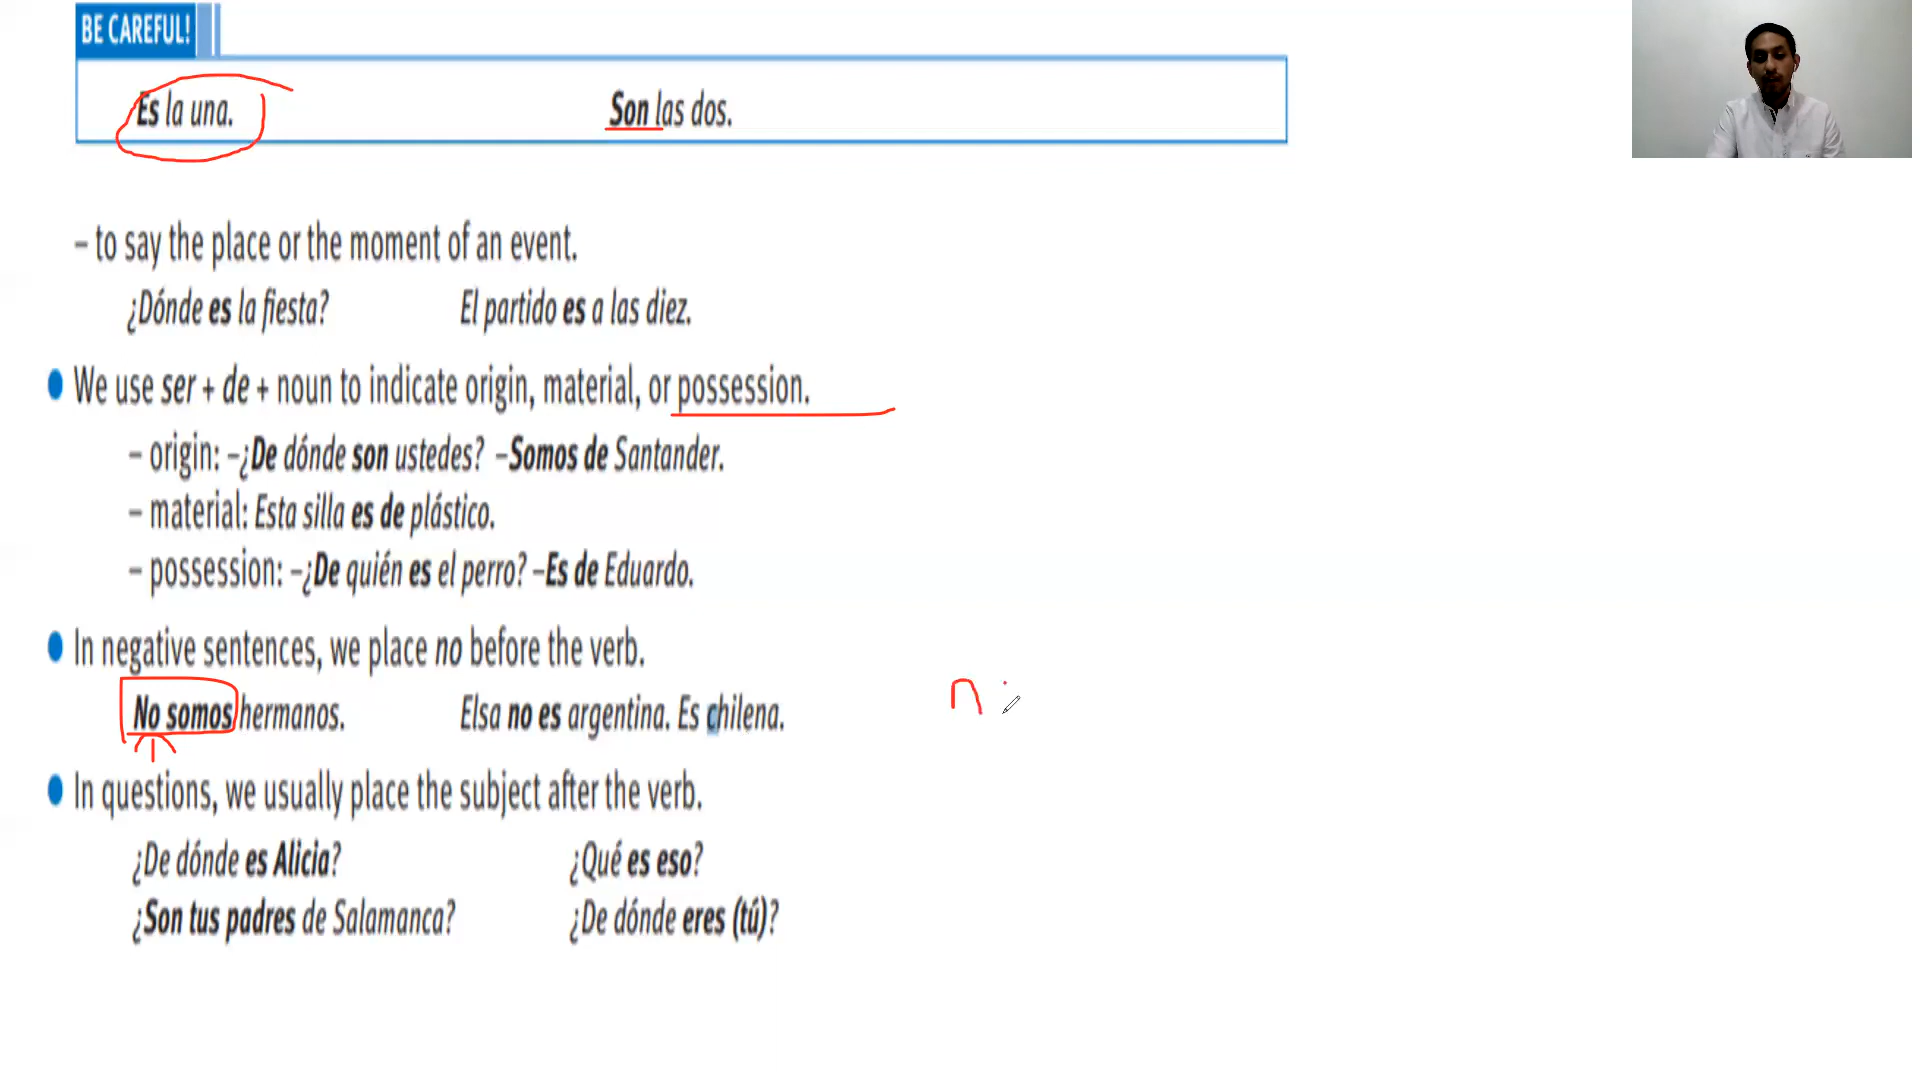 BE CAREFUL!
Es la una. Son las dos.
– to say the place or the moment of an event.
¿Dónde es la fiesta? El partido es a las diez.
We use ser + de + noun to indicate origin, material, or possession.
– origin: –¿De dónde son ustedes? –Somos de Santander.
– material: Esta silla es de plástico.
– possession: –¿De quién es el perro? –Es de Eduardo.
In negative sentences, we place no before the verb.
No somos hermanos. Elsa no es argentina. Es chilena.
n
In questions, we usually place the subject after the verb.
¿De dónde es Alicia? ¿Qué es eso?
¿Son tus padres de Salamanca? ¿De dónde eres (tú)?